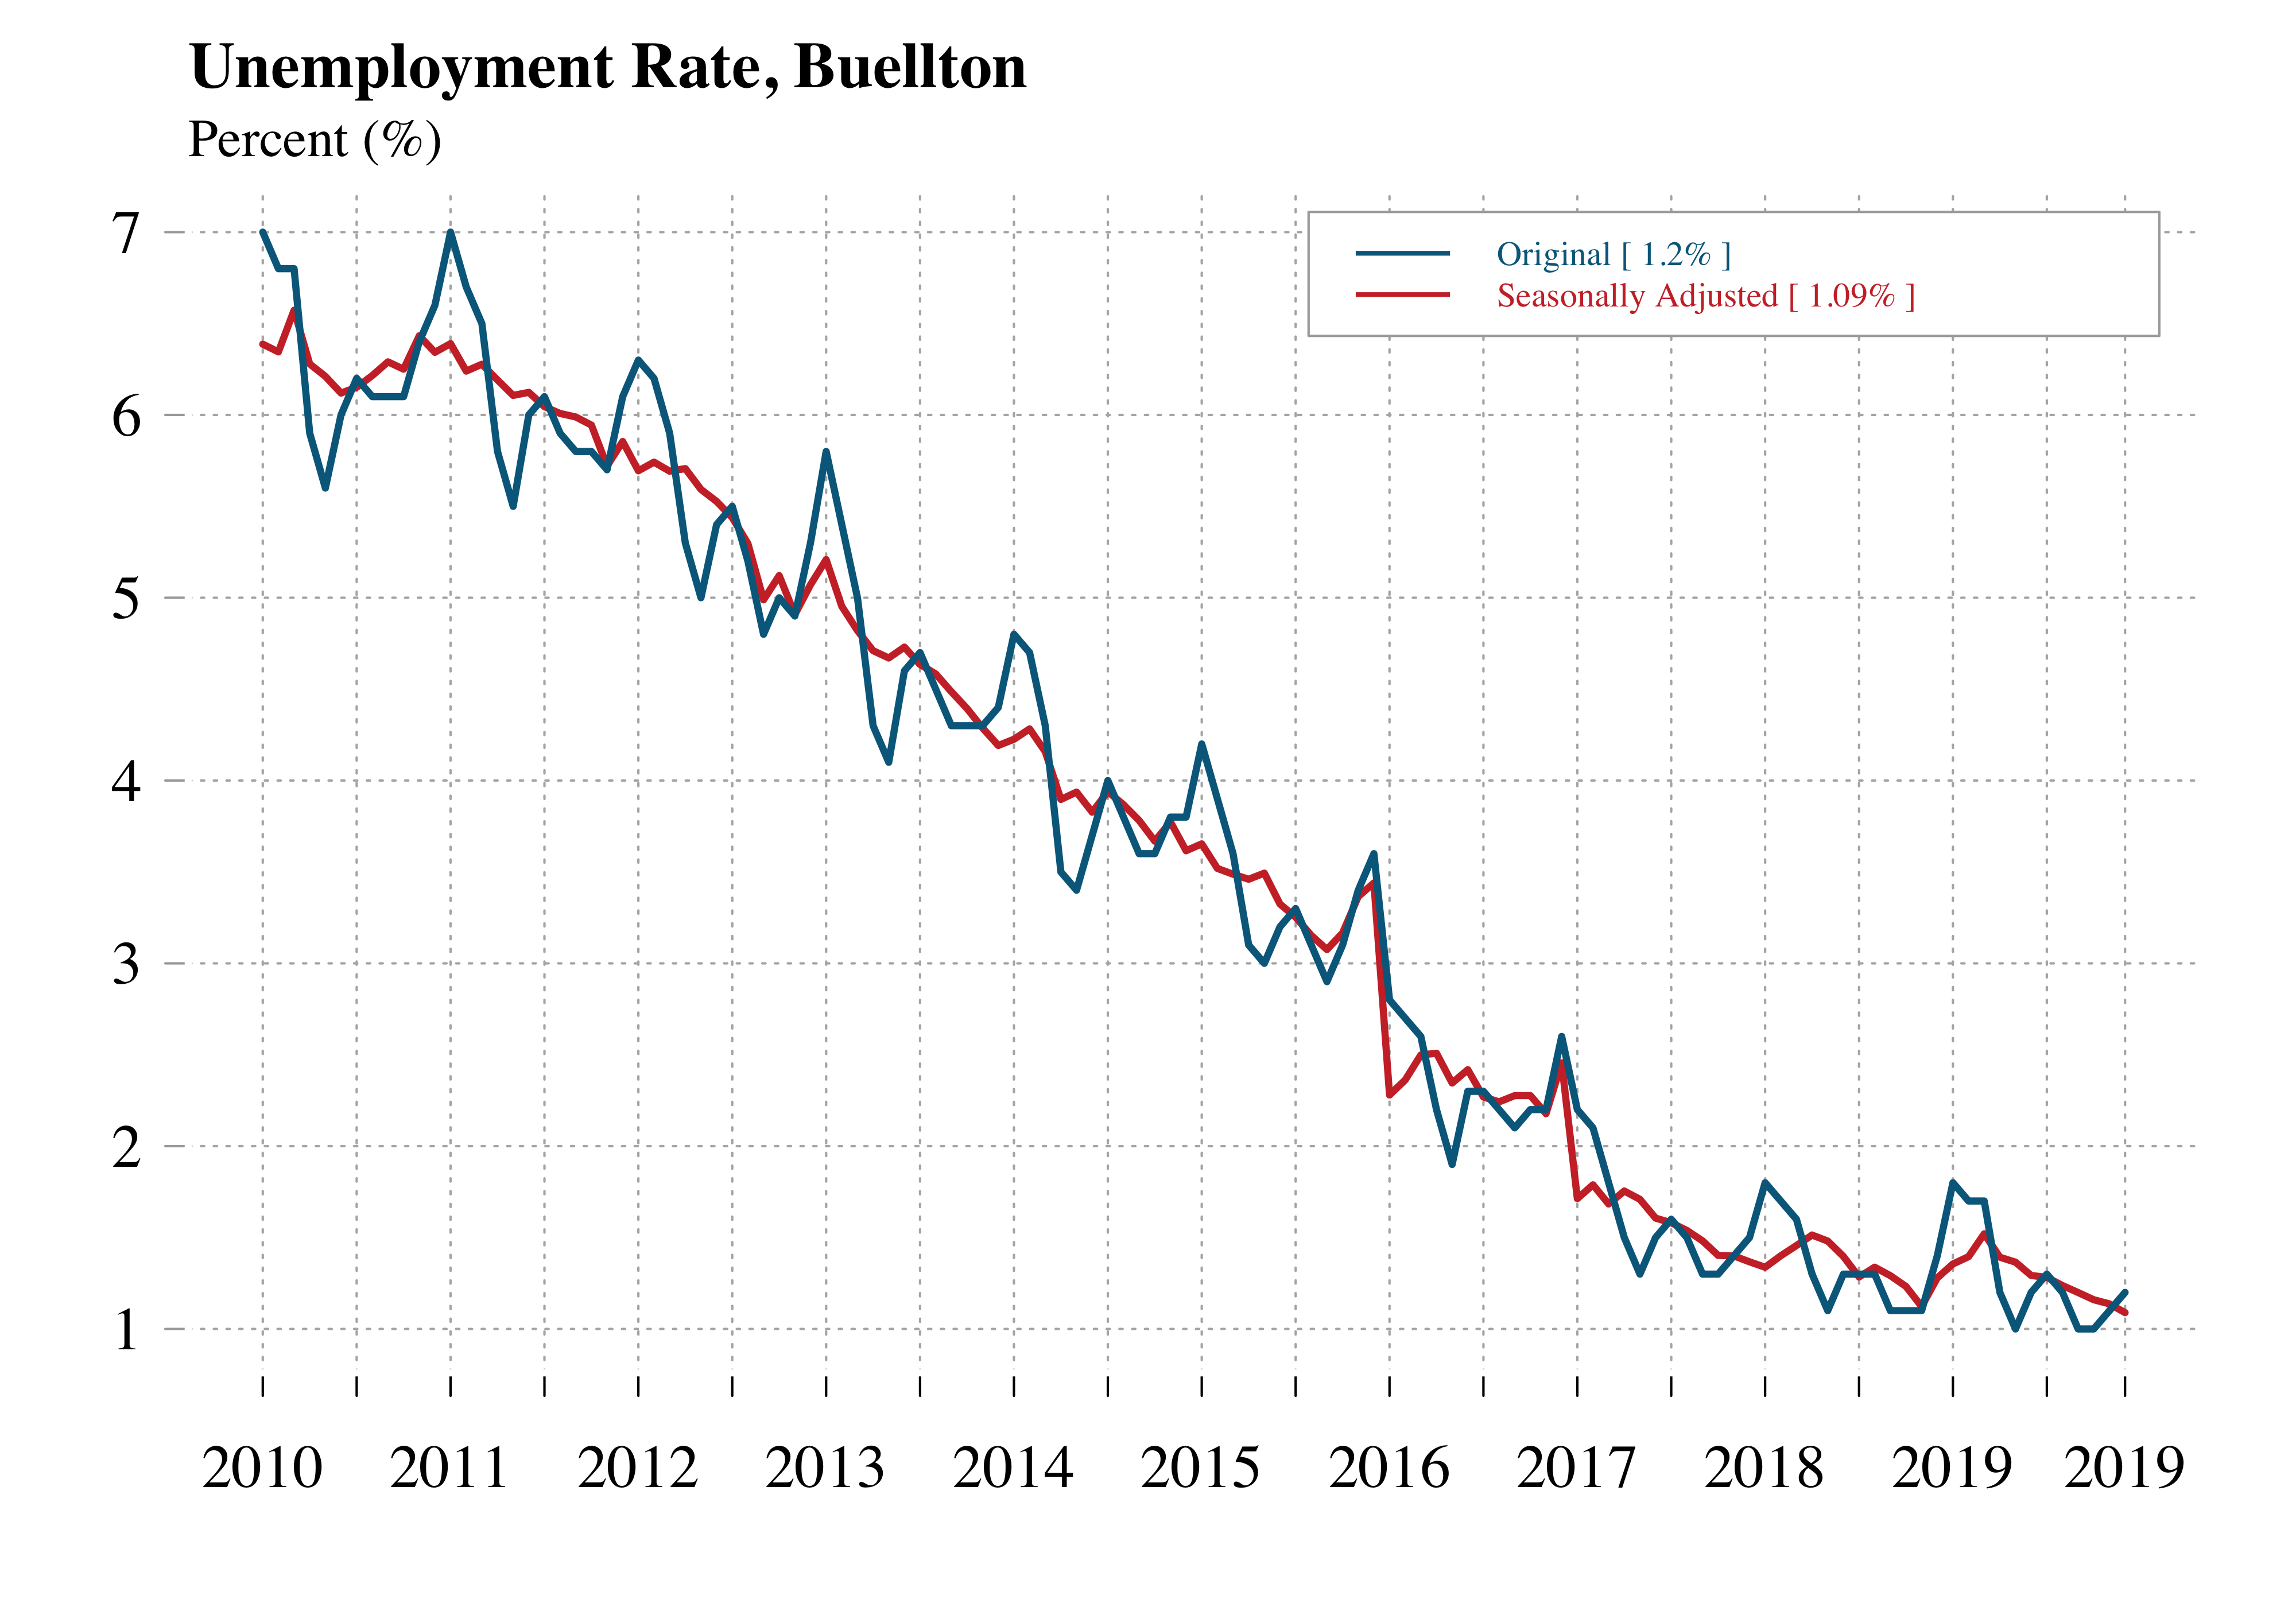 Unemployment Rate, Buellton
Percent (%)
Original [ 1.2% ]
Seasonally Adjusted [ 1.09% ]
7
6
5
4
3
2
1
2010 2011 2012 2013 2014 2015 2016 2017 2018 2019 2019